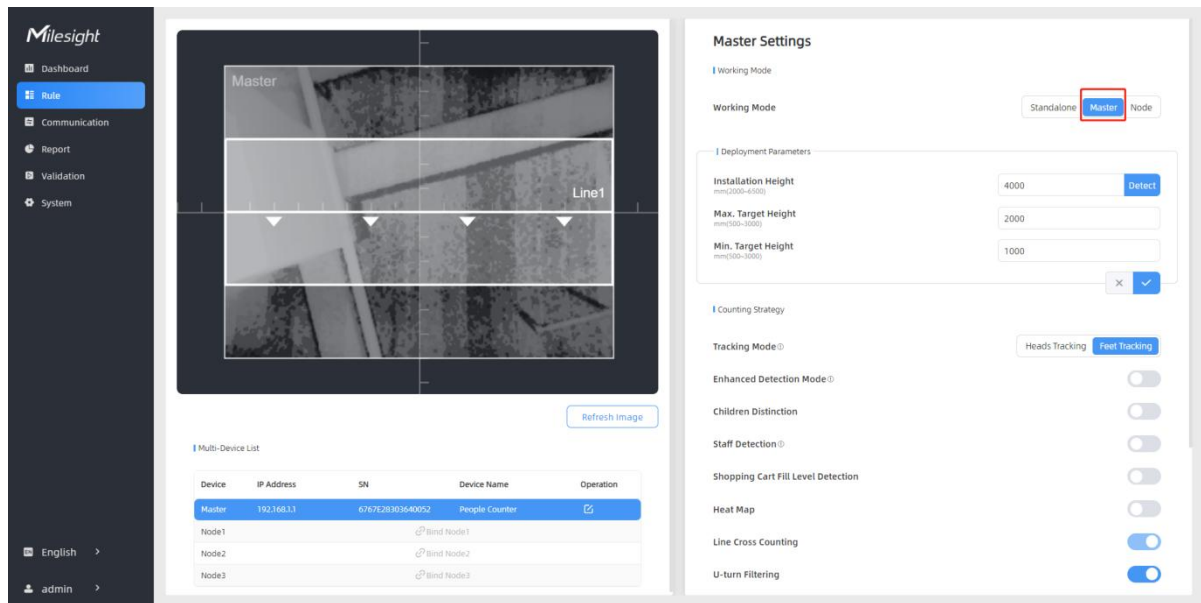 Milesight
Dashboard
Rule
Communication
Report
Validation
System
English >
admin >
Master
Line1
Refresh Image
Multi-Device List
Device IP Address SN Device Name Operation
Master 192.168.1.1 6767E28303640052 People Counter
Node1 Bind Node1
Node2 Bind Node2
Node3 Bind Node3
Master Settings
Working Mode
Working Mode Standalone Master Node
Deployment Parameters
Installation Height 4000 Detect
mm(2000~6500)
Max. Target Height 2000
mm(500~3000)
Min. Target Height 1000
mm(500~3000)
Counting Strategy
Tracking Mode Heads Tracking Feet Tracking
Enhanced Detection Mode
Children Distinction
Staff Detection
Shopping Cart Fill Level Detection
Heat Map
Line Cross Counting
U-turn Filtering